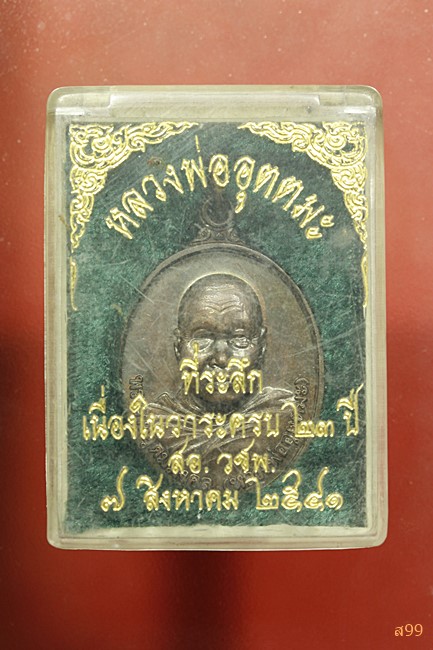 หลวงพ่ออุตตมะ
ที่ระลึก
เนื่องในวาระครบ ๒๓ ปี
สอ. วชพ.
๗ สิงหาคม ๒๕๔๑
ส99